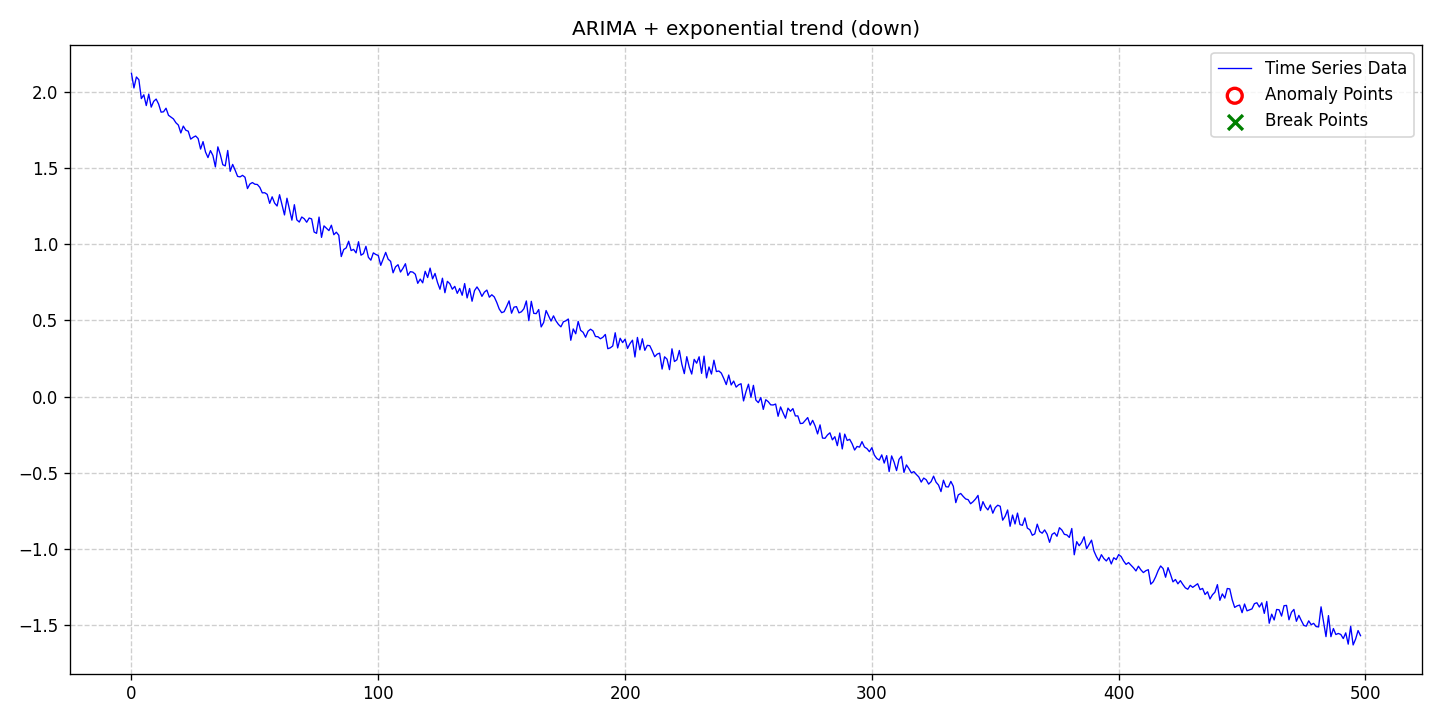 ARIMA + exponential trend (down)
Time Series Data
Anomaly Points
Break Points
2.0
1.5
1.0
0.5
0.0
−0.5
−1.0
−1.5
0 100 200 300 400 500